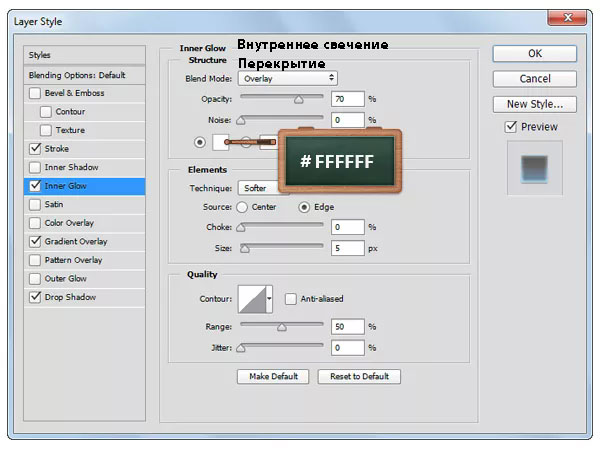 Layer Style
Styles
Blending Options: Default
Bevel & Emboss
Contour
Texture
Stroke
Inner Shadow
Inner Glow
Satin
Color Overlay
Gradient Overlay
Pattern Overlay
Outer Glow
Drop Shadow
Inner Glow Внутреннее свечение
Structure Перекрытие
Blend Mode: Overlay
Opacity: 70 %
Noise: 0 %
# FFFFFF
Elements
Technique: Softer
Source: Center Edge
Choke: 0 %
Size: 5 px
Quality
Contour: Anti-aliased
Range: 50 %
Jitter: 0 %
Make Default Reset to Default
OK
Cancel
New Style...
Preview